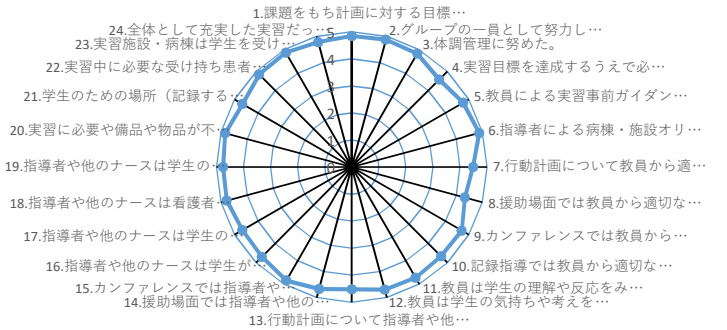 1.課題をもち計画に対する目標…
2.グループの一員として努力し…
3.体調管理に努めた。
4.実習目標を達成するうえで必…
5.教員による実習事前ガイダン…
6.指導者による病棟・施設オリ…
7.行動計画について教員から適…
8.援助場面では教員から適切な…
9.カンファレンスでは教員から…
10.記録指導では教員から適切な…
11.教員は学生の理解や反応をみ…
12.教員は学生の気持ちや考えを…
13.行動計画について指導者や他…
14.援助場面では指導者や他の…
15.カンファレンスでは指導者や…
16.指導者や他のナースは学生が…
17.指導者や他のナースは学生の…
18.指導者や他のナースは看護者…
19.指導者や他のナースは学生の…
20.実習に必要や備品や物品が不…
21.学生のための場所（記録する…
22.実習中に必要な受け持ち患者…
23.実習施設・病棟は学生を受け…
24.全体として充実した実習だっ…
5
4
3
2
1
0